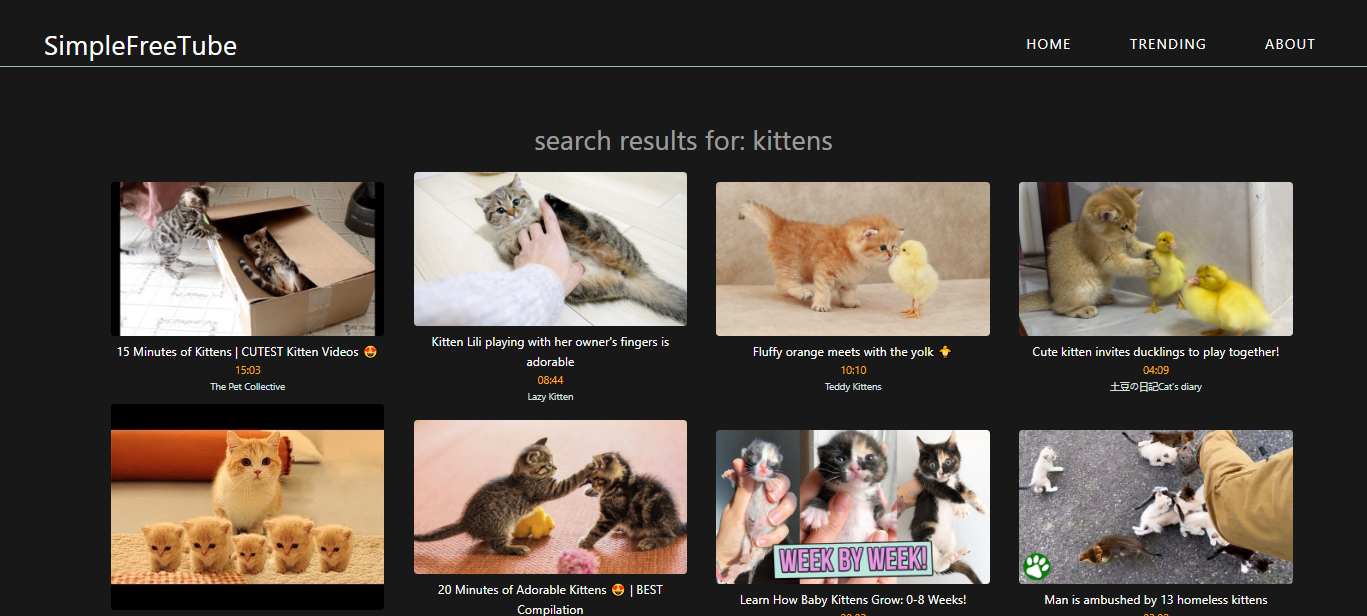 SimpleFreeTube
HOME
TRENDING
ABOUT
search results for: kittens
15 Minutes of Kittens | CUTEST Kitten Videos 🤩
15:03
The Pet Collective
Kitten Lili playing with her owner's fingers is
adorable
08:44
Lazy Kitten
Fluffy orange meets with the yolk 🐥
10:10
Teddy Kittens
Cute kitten invites ducklings to play together!
04:09
土豆の日記Cat's diary
20 Minutes of Adorable Kittens 😍 | BEST
Compilation
WEEK BY WEEK!
Learn How Baby Kittens Grow: 0-8 Weeks!
Man is ambushed by 13 homeless kittens